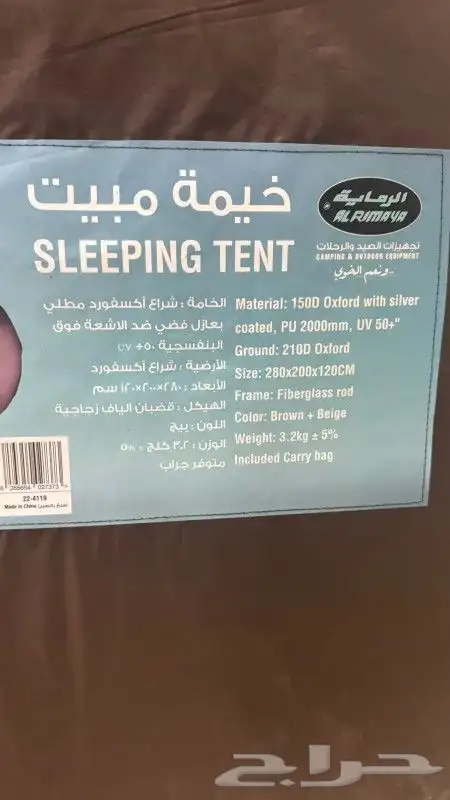 خيمة مبيت
SLEEPING TENT
الرماية
AL RIMAYA
تجهيزات الصيد والرحلات
CAMPING & OUTDOOR EQUIPMENT
ونعم الخوي
الخامة : شراع أكسفورد مطلي
بعازل فضي ضد الاشعة فوق
البنفسجية ٥٠+ UV
الأرضية : شراع أكسفورد
الأبعاد : ٢٨٠×٢٠٠×١٢٠ سم
الهيكل : قضبان الياف زجاجية
اللون : بيج
الوزن : ٣.٢ كلج ± ٥%
متوفر جراب
Material: 150D Oxford with silver
coated, PU 2000mm, UV 50+"
Ground: 210D Oxford
Size: 280x200x120CM
Frame: Fiberglass rod
Color: Brown + Beige
Weight: 3.2kg ± 5%
Included Carry bag
22-4119
Made in China صنع بالصين
حراج